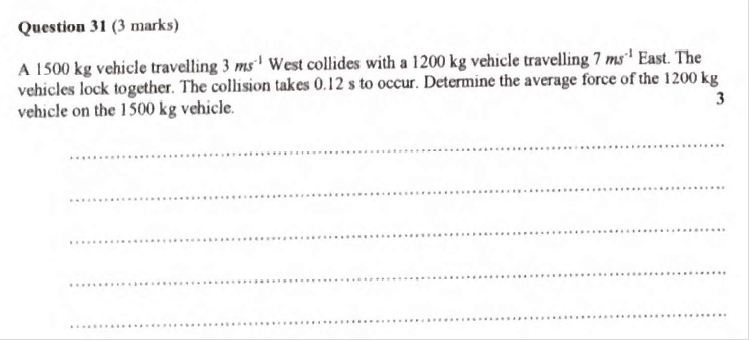 Question 31 (3 marks)
A 1500 kg vehicle travelling 3 ms⁻¹ West collides with a 1200 kg vehicle travelling 7 ms⁻¹ East. The
vehicles lock together. The collision takes 0.12 s to occur. Determine the average force of the 1200 kg
vehicle on the 1500 kg vehicle.
3